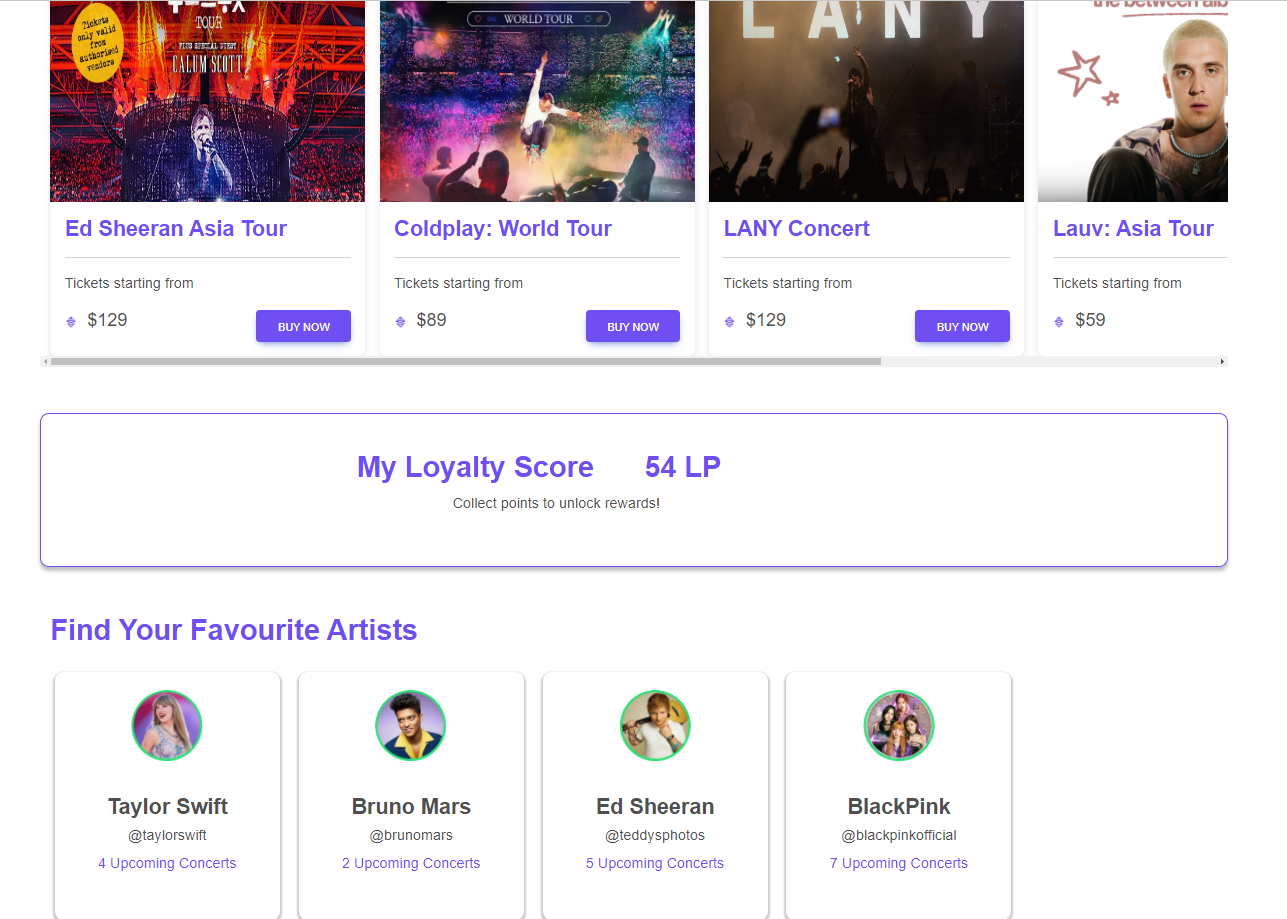 Tickets
only valid
from
authorised
vendors
TOUR
PLUS SPECIAL GUEST
CALUM SCOTT
WORLD TOUR
LANY
the between alb
Ed Sheeran Asia Tour
Coldplay: World Tour
LANY Concert
Lauv: Asia Tour
Tickets starting from
Tickets starting from
Tickets starting from
Tickets starting from
$129
BUY NOW
$89
BUY NOW
$129
BUY NOW
$59
My Loyalty Score
54 LP
Collect points to unlock rewards!
Find Your Favourite Artists
Taylor Swift
@taylorswift
4 Upcoming Concerts
Bruno Mars
@brunomars
2 Upcoming Concerts
Ed Sheeran
@teddysphotos
5 Upcoming Concerts
BlackPink
@blackpinkofficial
7 Upcoming Concerts